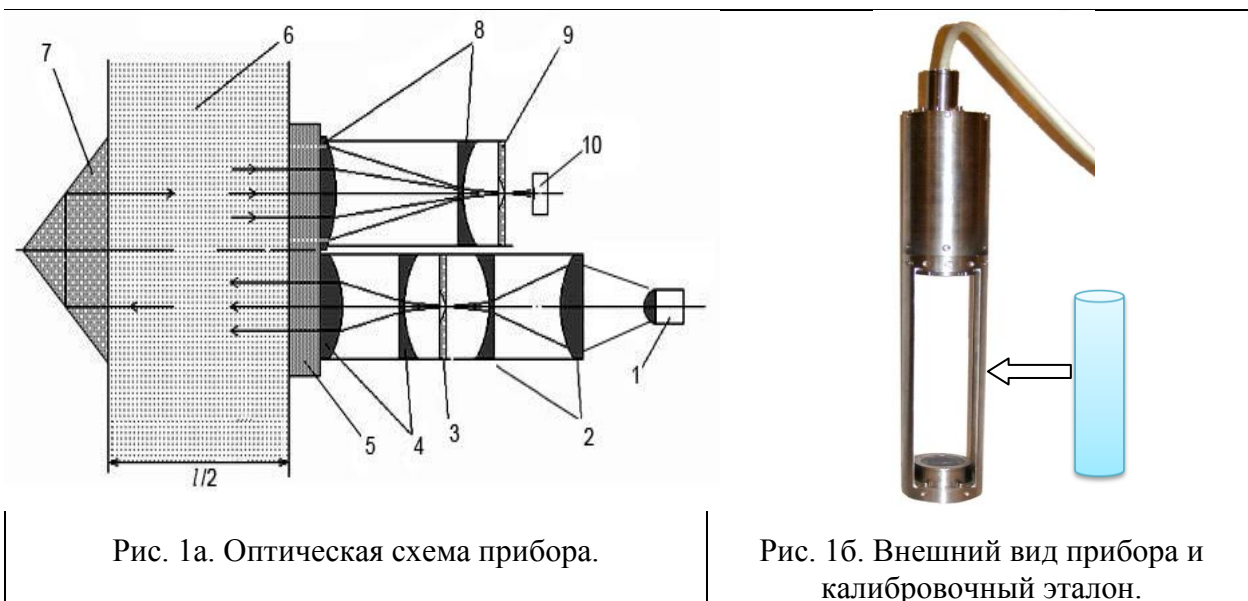 7
6
8
9
10
l/2
5
4
3
2
1
Рис. 1а. Оптическая схема прибора.
Рис. 1б. Внешний вид прибора и
калибровочный эталон.